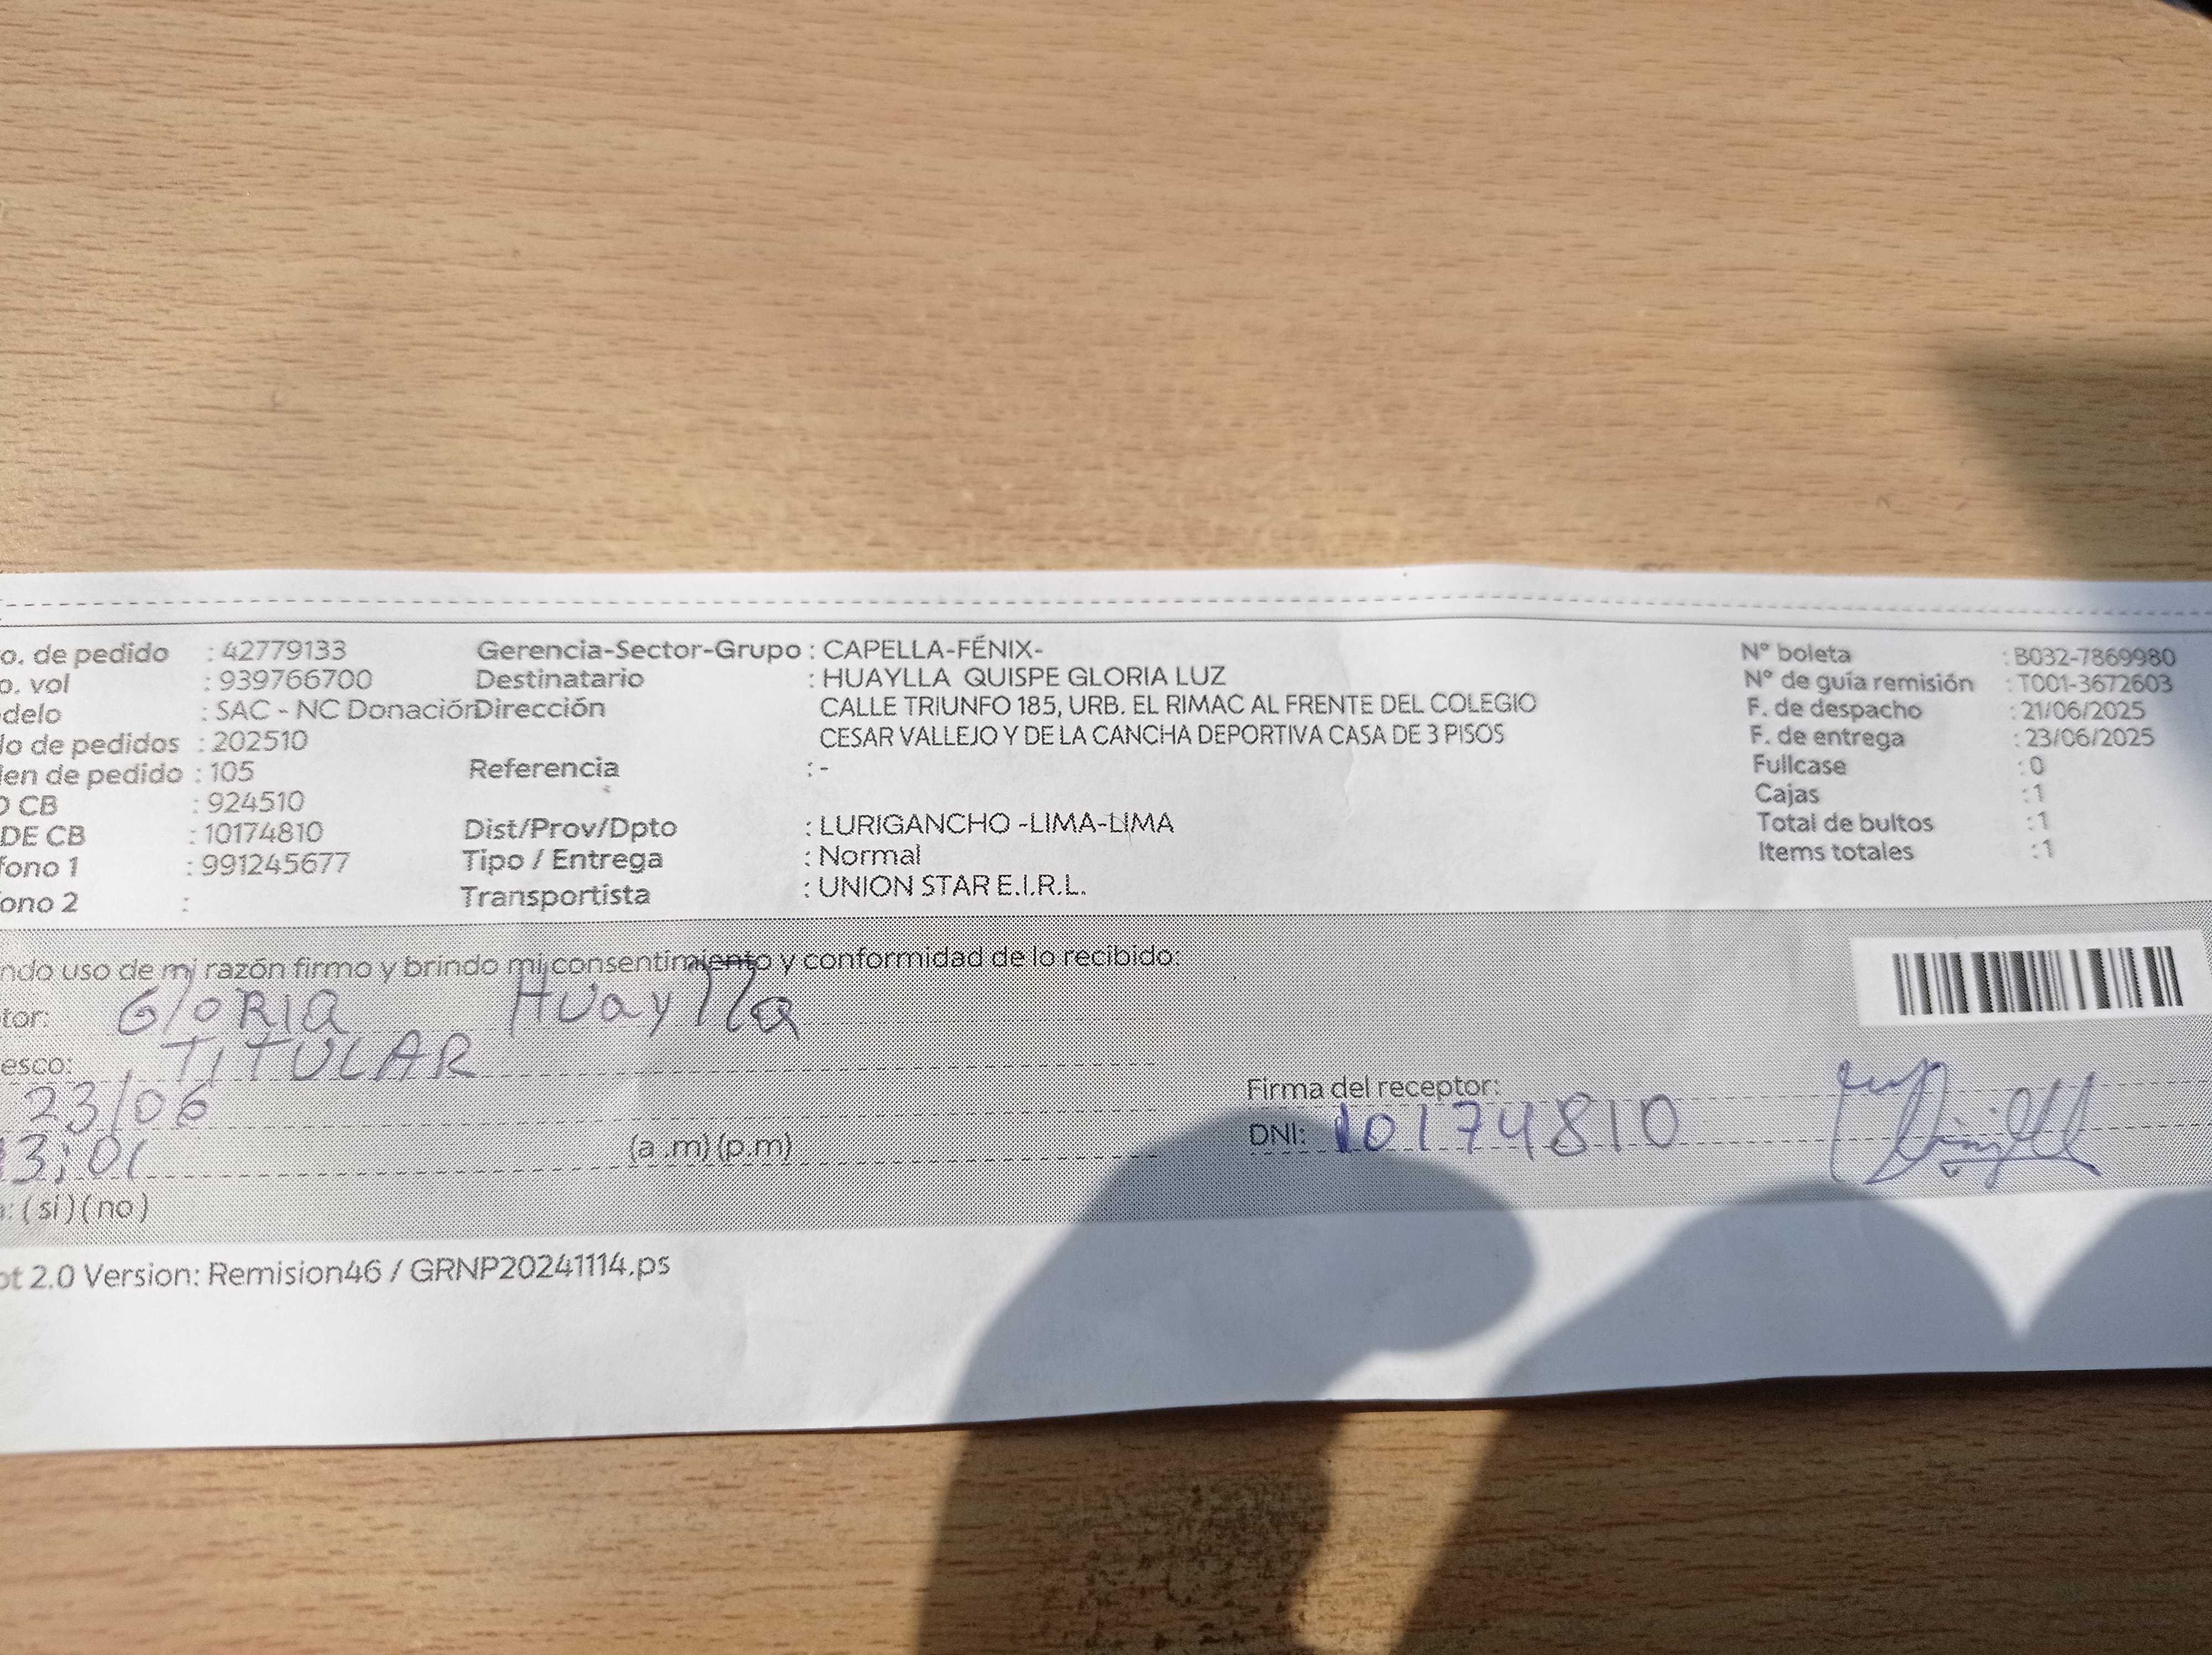 o. de pedido : 42779133 Gerencia-Sector-Grupo : CAPELLA-FÉNIX- N° boleta : B032-7869980
o. vol : 939766700 Destinatario : HUAYLLA QUISPE GLORIA LUZ N° de guía remisión : T001-3672603
delo : SAC - NC Donación Dirección CALLE TRIUNFO 185, URB. EL RIMAC AL FRENTE DEL COLEGIO F. de despacho : 21/06/2025
do de pedidos : 202510 CESAR VALLEJO Y DE LA CANCHA DEPORTIVA CASA DE 3 PISOS F. de entrega : 23/06/2025
den de pedido : 105 Referencia : - Fullcase : 0
O CB : 924510 Cajas : 1
DE CB : 10174810 Dist/Prov/Dpto : LURIGANCHO -LIMA-LIMA Total de bultos : 1
fono 1 : 991245677 Tipo / Entrega : Normal Items totales : 1
ono 2 : Transportista : UNION STAR E.I.R.L.
ndo uso de mi razón firmo y brindo mi consentimiento y conformidad de lo recibido:
tor: GloRIa Huaylla
esco: TITULAR
23/06 Firma del receptor:
13:01 (a .m) (p.m) DNI: 10174810
: (si) (no)
ot 2.0 Version: Remision46 / GRNP20241114.ps